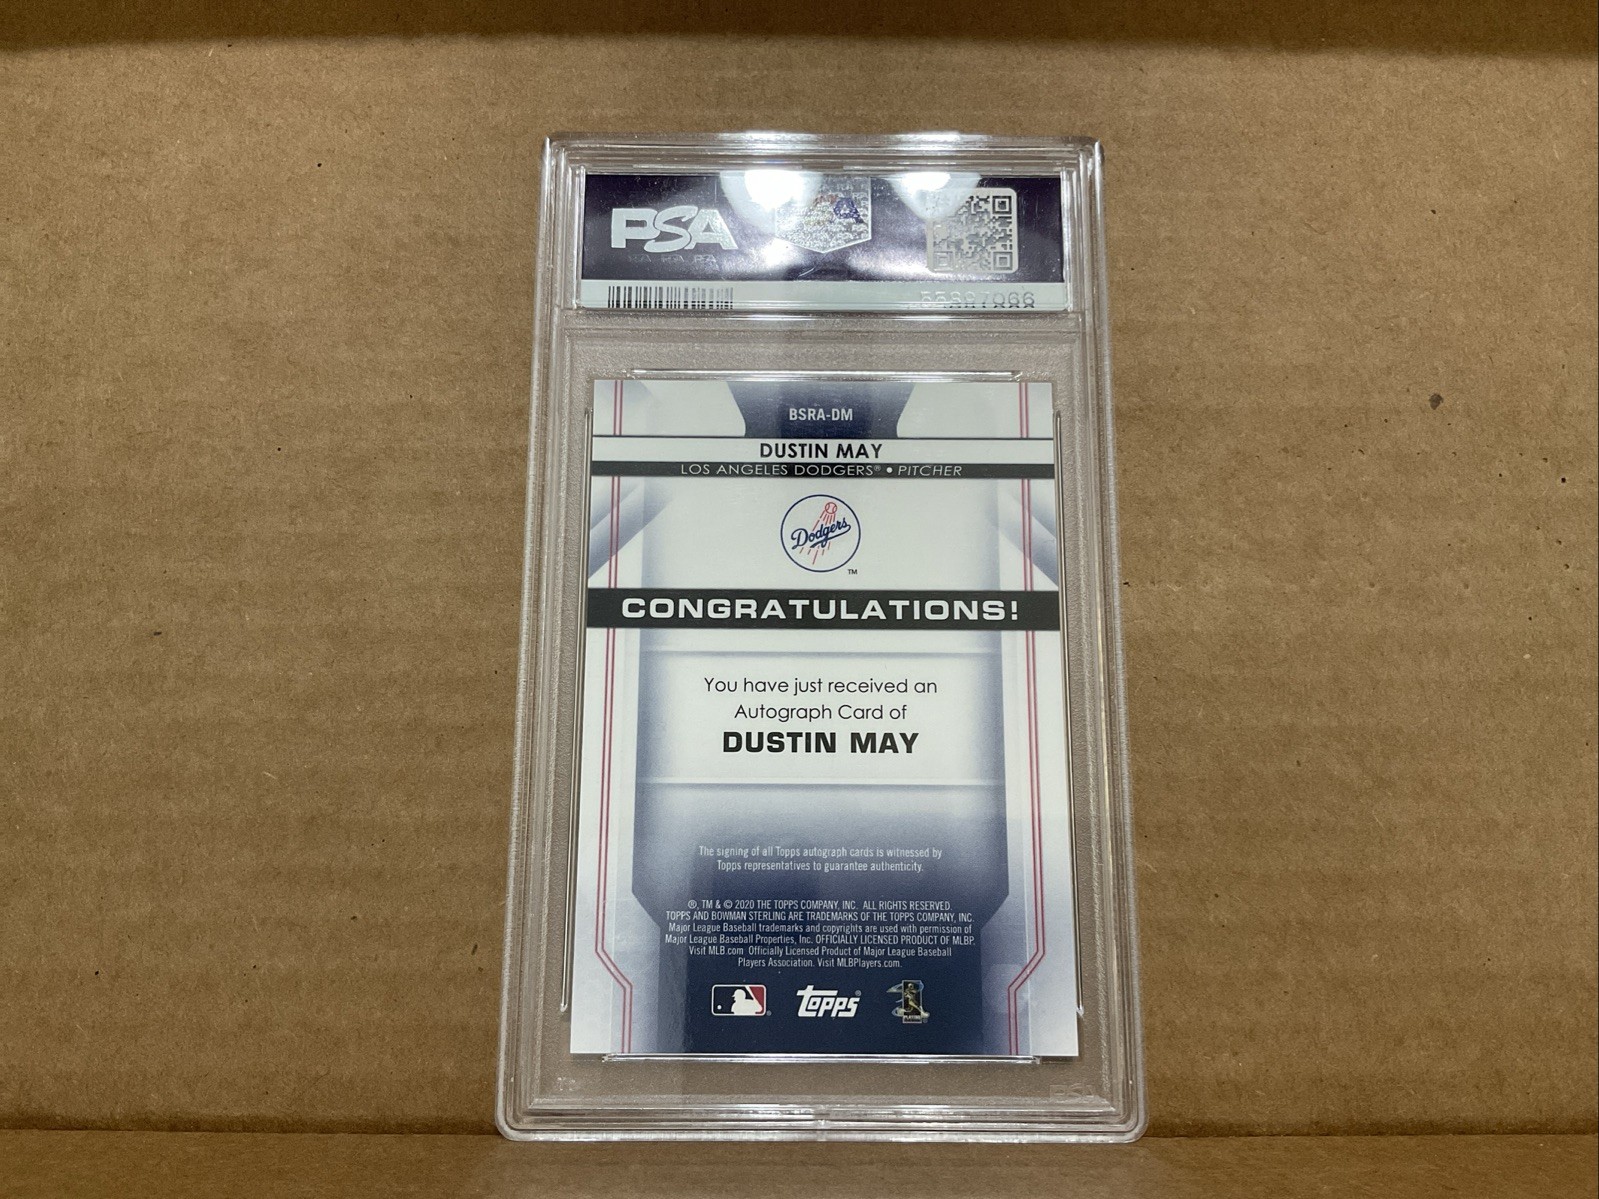 PSA
BSRA-DM
DUSTIN MAY
LOS ANGELES DODGERS® • PITCHER
Dodgers
TM
CONGRATULATIONS!
You have just received an
Autograph Card of
DUSTIN MAY
The signing of all Topps autograph cards is witnessed by
Topps representatives to guarantee authenticity.
®, TM & © 2020 THE TOPPS COMPANY, INC. ALL RIGHTS RESERVED.
TOPPS AND BOWMAN STERLING ARE TRADEMARKS OF THE TOPPS COMPANY, INC.
Major League Baseball trademarks and copyrights are used with permission of
Major League Baseball Properties, Inc. OFFICIALLY LICENSED PRODUCT OF MLBP.
Visit MLB.com Officially Licensed Product of Major League Baseball
Players Association. Visit MLBPlayers.com.
Topps®